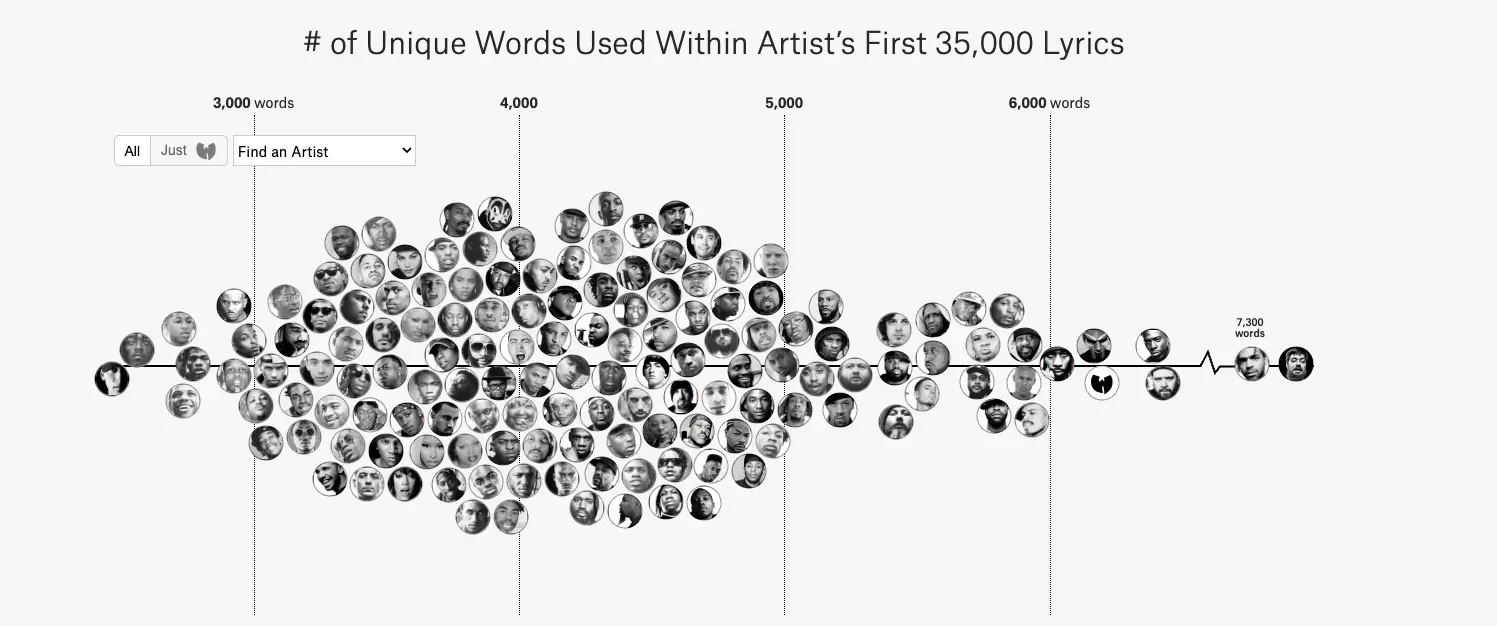 # of Unique Words Used Within Artist's First 35,000 Lyrics
3,000 words
4,000
5,000
6,000 words
All
Just
Find an Artist
7,300
words